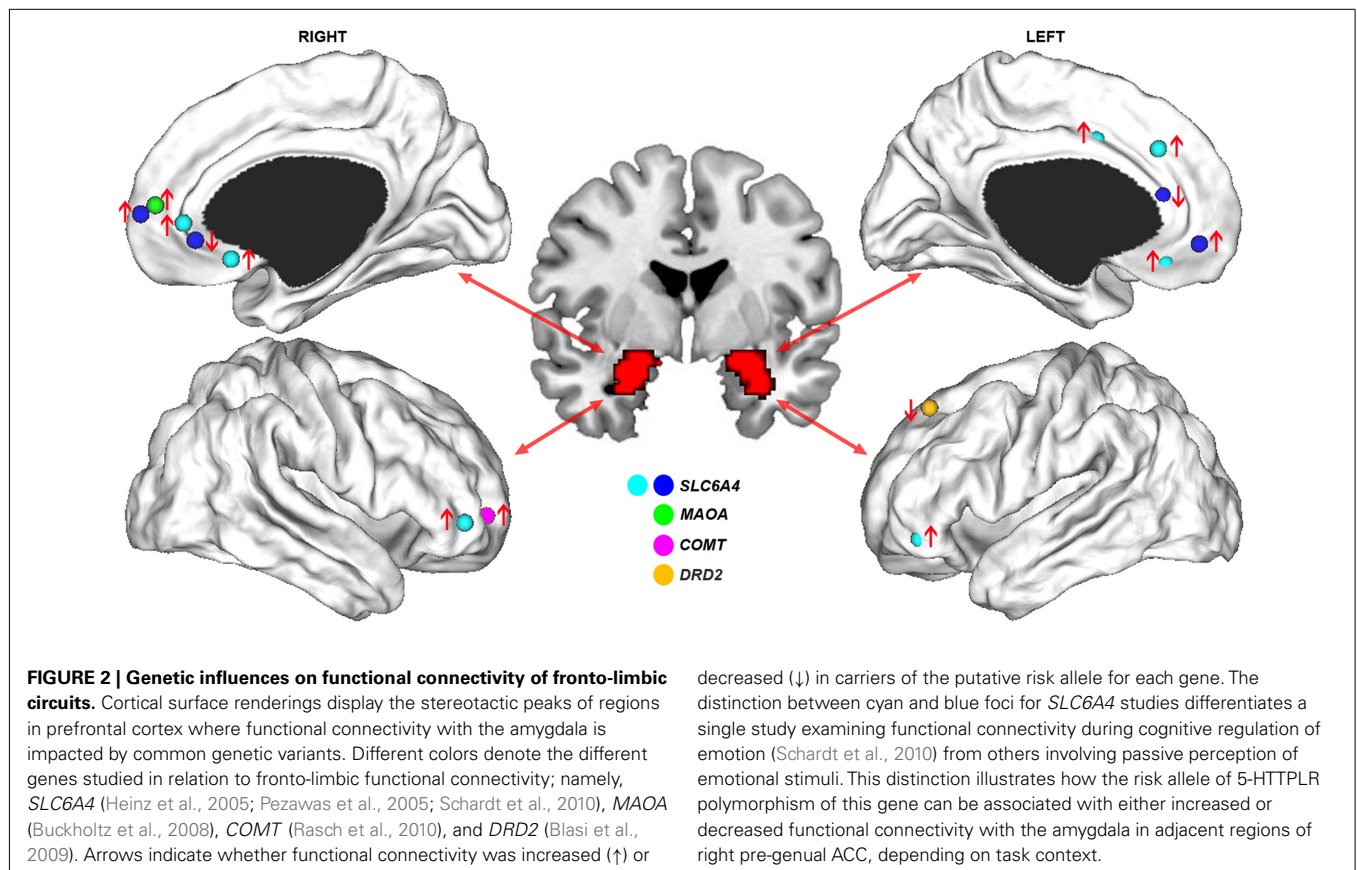 RIGHT
LEFT
SLC6A4
MAOA
COMT
DRD2
FIGURE 2 | Genetic influences on functional connectivity of fronto-limbic
circuits. Cortical surface renderings display the stereotactic peaks of regions
in prefrontal cortex where functional connectivity with the amygdala is
impacted by common genetic variants. Different colors denote the different
genes studied in relation to fronto-limbic functional connectivity; namely,
SLC6A4 (Heinz et al., 2005; Pezawas et al., 2005; Schardt et al., 2010), MAOA
(Buckholtz et al., 2008), COMT (Rasch et al., 2010), and DRD2 (Blasi et al.,
2009). Arrows indicate whether functional connectivity was increased (↑) or
decreased (↓) in carriers of the putative risk allele for each gene. The
distinction between cyan and blue foci for SLC6A4 studies differentiates a
single study examining functional connectivity during cognitive regulation of
emotion (Schardt et al., 2010) from others involving passive perception of
emotional stimuli. This distinction illustrates how the risk allele of 5-HTTPLR
polymorphism of this gene can be associated with either increased or
decreased functional connectivity with the amygdala in adjacent regions of
right pre-genual ACC, depending on task context.